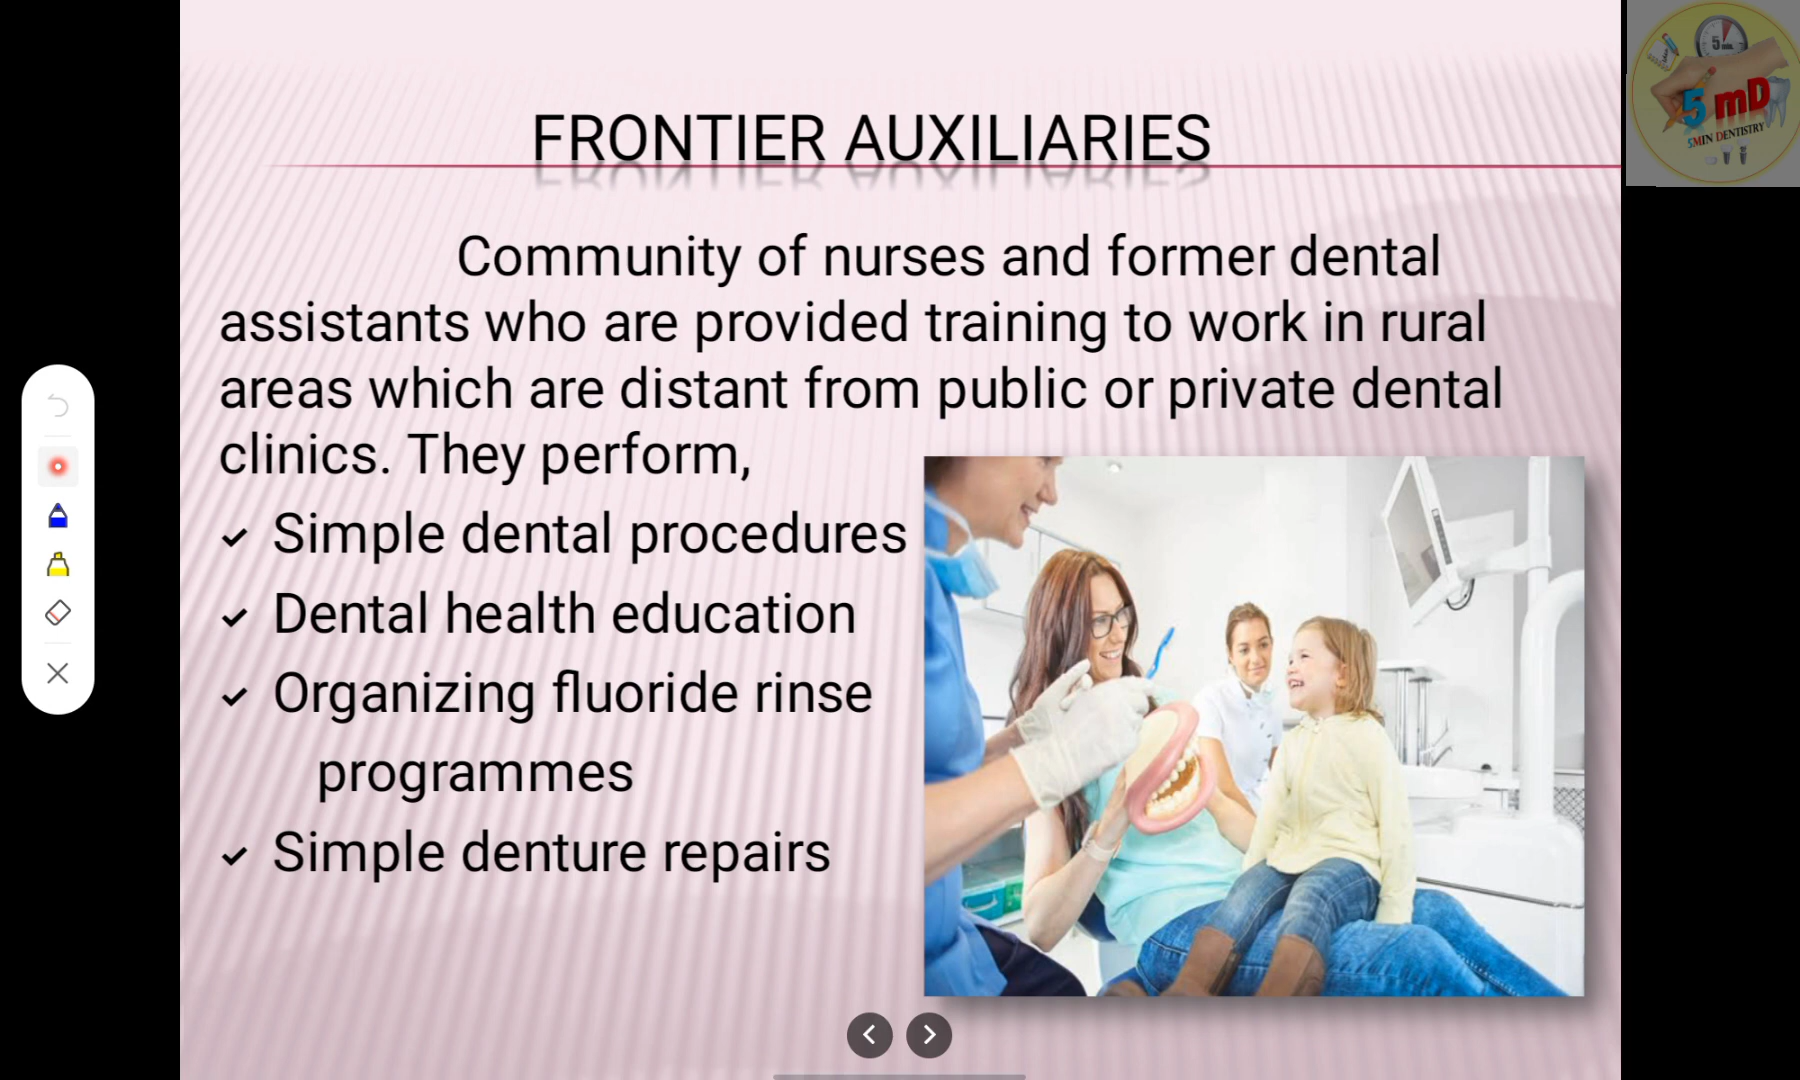 FRONTIER AUXILIARIES
Community of nurses and former dental
assistants who are provided training to work in rural
areas which are distant from public or private dental
clinics. They perform,
✓ Simple dental procedures
✓ Dental health education
✓ Organizing fluoride rinse
programmes
✓ Simple denture repairs
5 min.
5 mD
5MIN DENTISTRY